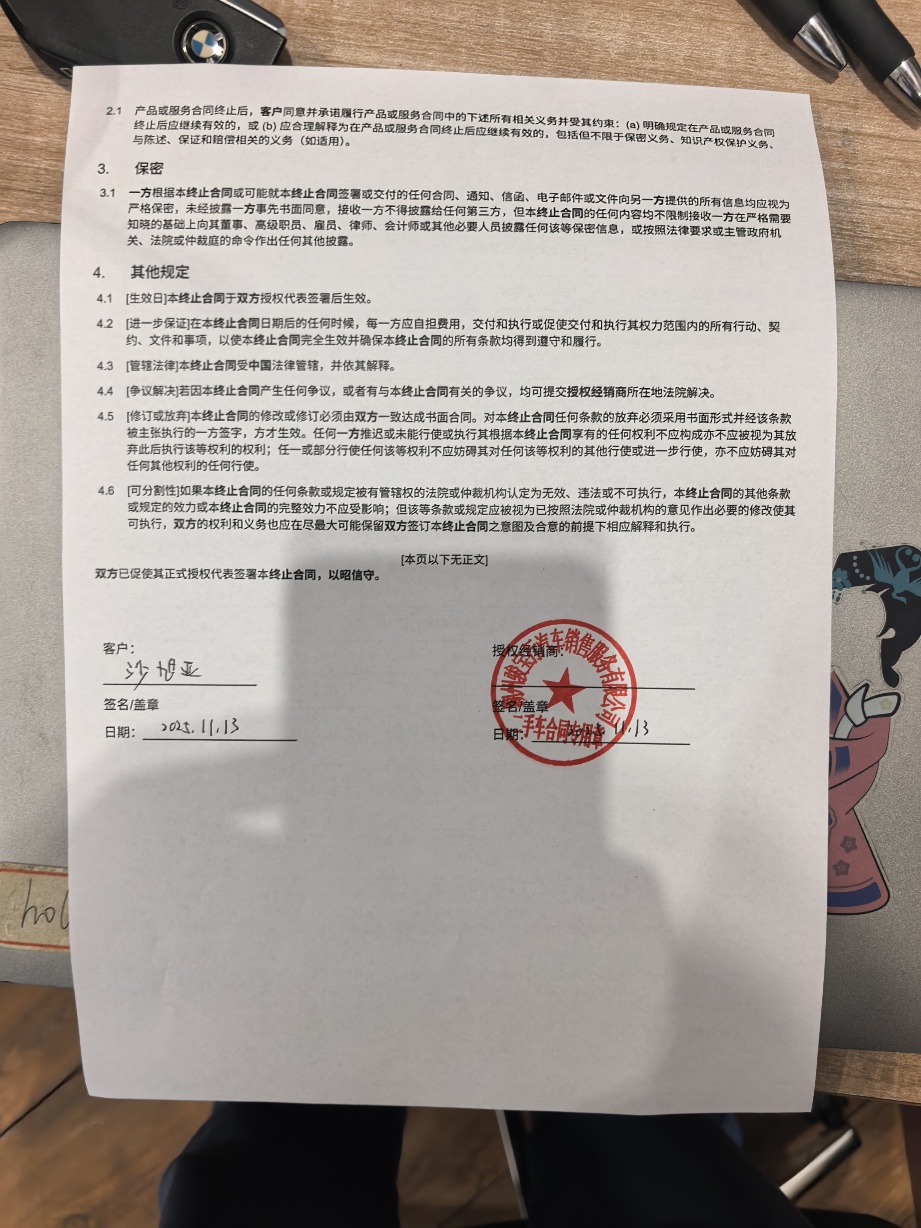 2.1 产品或服务合同终止后，客户同意并承诺履行产品或服务合同中的下述所有相关义务并受其约束：(a) 明确规定在产品或服务合同
终止后应继续有效的，或 (b) 应合理解释为在产品或服务合同终止后应继续有效的，包括但不限于保密义务、知识产权保护义务、
与陈述、保证和赔偿相关的义务（如适用）。
3. 保密
3.1 一方根据本终止合同或可能就本终止合同签署或交付的任何合同、通知、信函、电子邮件或文件向另一方提供的所有信息均应视为
严格保密，未经披露一方事先书面同意，接收一方不得披露给任何第三方，但本终止合同的任何内容均不限制接收一方在严格需要
知晓的基础上向其董事、高级职员、雇员、律师、会计师或其他必要人员披露任何该等保密信息，或按照法律要求或主管政府机
关、法院或仲裁庭的命令作出任何其他披露。
4. 其他规定
4.1 [生效日]本终止合同于双方授权代表签署后生效。
4.2 [进一步保证]在本终止合同日期后的任何时候，每一方应自担费用，交付和执行或促使交付和执行其权力范围内的所有行动、契
约、文件和事项，以使本终止合同完全生效并确保本终止合同的所有条款均得到遵守和履行。
4.3 [管辖法律]本终止合同受中国法律管辖，并依其解释。
4.4 [争议解决]若因本终止合同产生任何争议，或者有与本终止合同有关的争议，均可提交授权经销商所在地法院解决。
4.5 [修订或放弃]本终止合同的修改或修订必须由双方一致达成书面合同。对本终止合同任何条款的放弃必须采用书面形式并经该条款
被主张执行的一方签字，方才生效。任何一方推迟或未能行使或执行其根据本终止合同享有的任何权利不应构成亦不应被视为其放
弃此后执行该等权利的权利；任一或部分行使任何该等权利不应妨碍其对任何该等权利的其他行使或进一步行使，亦不应妨碍其对
任何其他权利的任何行使。
4.6 [可分割性]如果本终止合同的任何条款或规定被有管辖权的法院或仲裁机构认定为无效、违法或不可执行，本终止合同的其他条款
或规定的效力或本终止合同的完整效力不应受影响；但该等条款或规定应被视为已按照法院或仲裁机构的意见作出必要的修改使其
可执行，双方的权利和义务也应在尽最大可能保留双方签订本终止合同之意图及合意的前提下相应解释和执行。
[本页以下无正文]
双方已促使其正式授权代表签署本终止合同，以昭信守。
客户：
沙旭亚
签名/盖章
日期：2025.11.13
授权经销商：
签名/盖章
日期：2025.11.13
州骏宝汽车销售服务有限公司
二手车合同专用章
hol